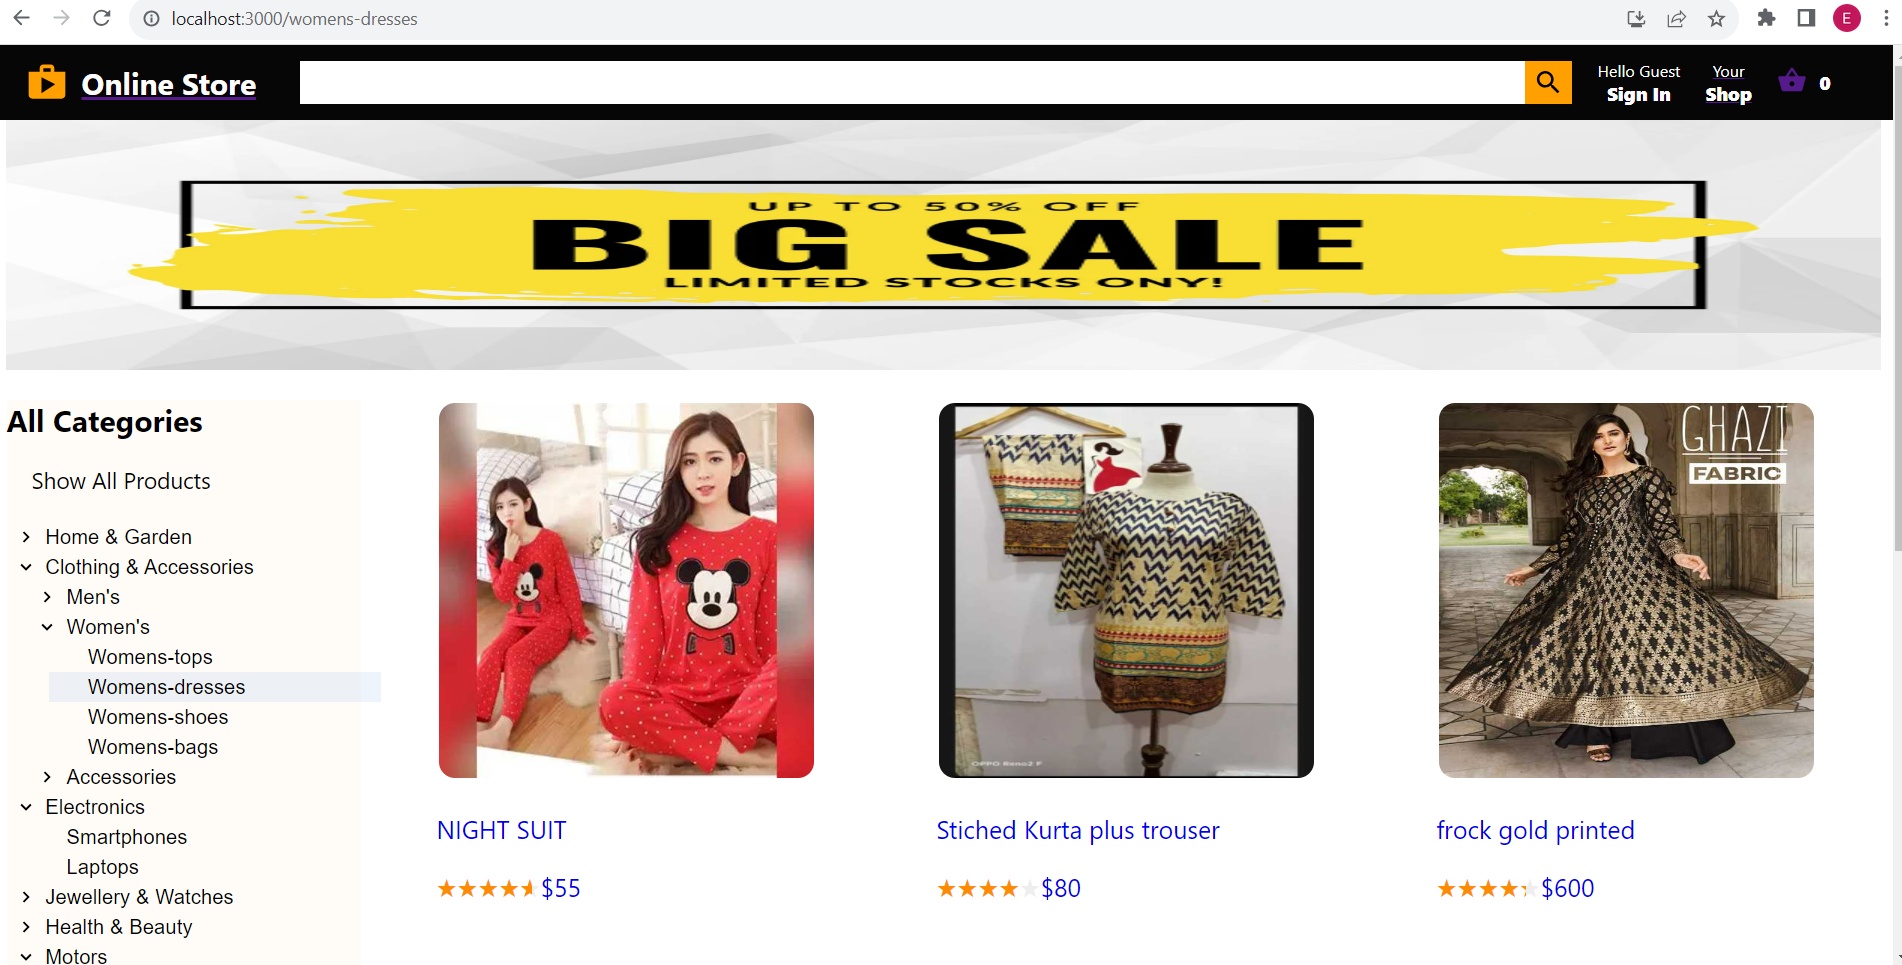 localhost:3000/womens-dresses
E
Online Store
Hello Guest
Sign In
Your
Shop
0
UP TO 50% OFF
BIG SALE
LIMITED STOCKS ONY!
All Categories
Show All Products
Home & Garden
Clothing & Accessories
Men's
Women's
Womens-tops
Womens-dresses
Womens-shoes
Womens-bags
Accessories
Electronics
Smartphones
Laptops
Jewellery & Watches
Health & Beauty
Motors
OPPO Reno2 F
GHAZI
FABRIC
NIGHT SUIT
Stiched Kurta plus trouser
frock gold printed
$55
$80
$600